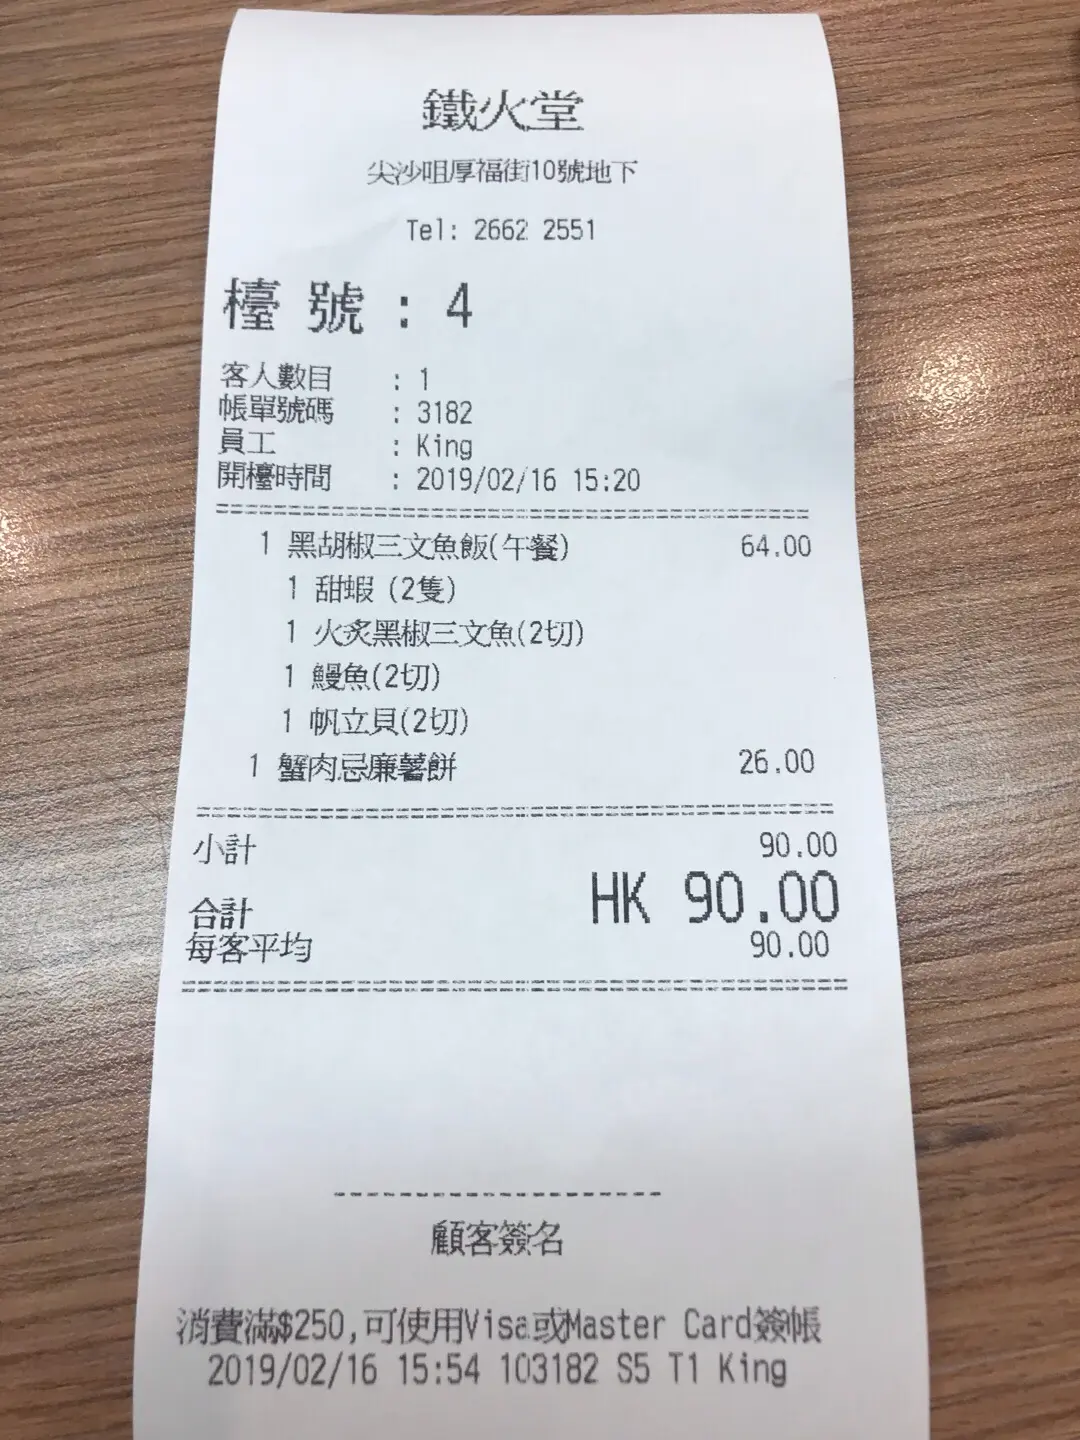 鐵火堂
尖沙咀厚福街10號地下
Tel: 2662 2551
檯 號 : 4
客人數目 : 1
帳單號碼 : 3182
員工 : King
開檯時間 : 2019/02/16 15:20
1 黑胡椒三文魚飯(午餐) 64.00
1 甜蝦 (2隻)
1 火炙黑椒三文魚(2切)
1 鰻魚(2切)
1 帆立貝(2切)
1 蟹肉忌廉薯餅 26.00
小計 90.00
合計 HK 90.00
每客平均 90.00
顧客簽名
消費滿$250,可使用Visa或Master Card簽帳
2019/02/16 15:54 103182 S5 T1 King